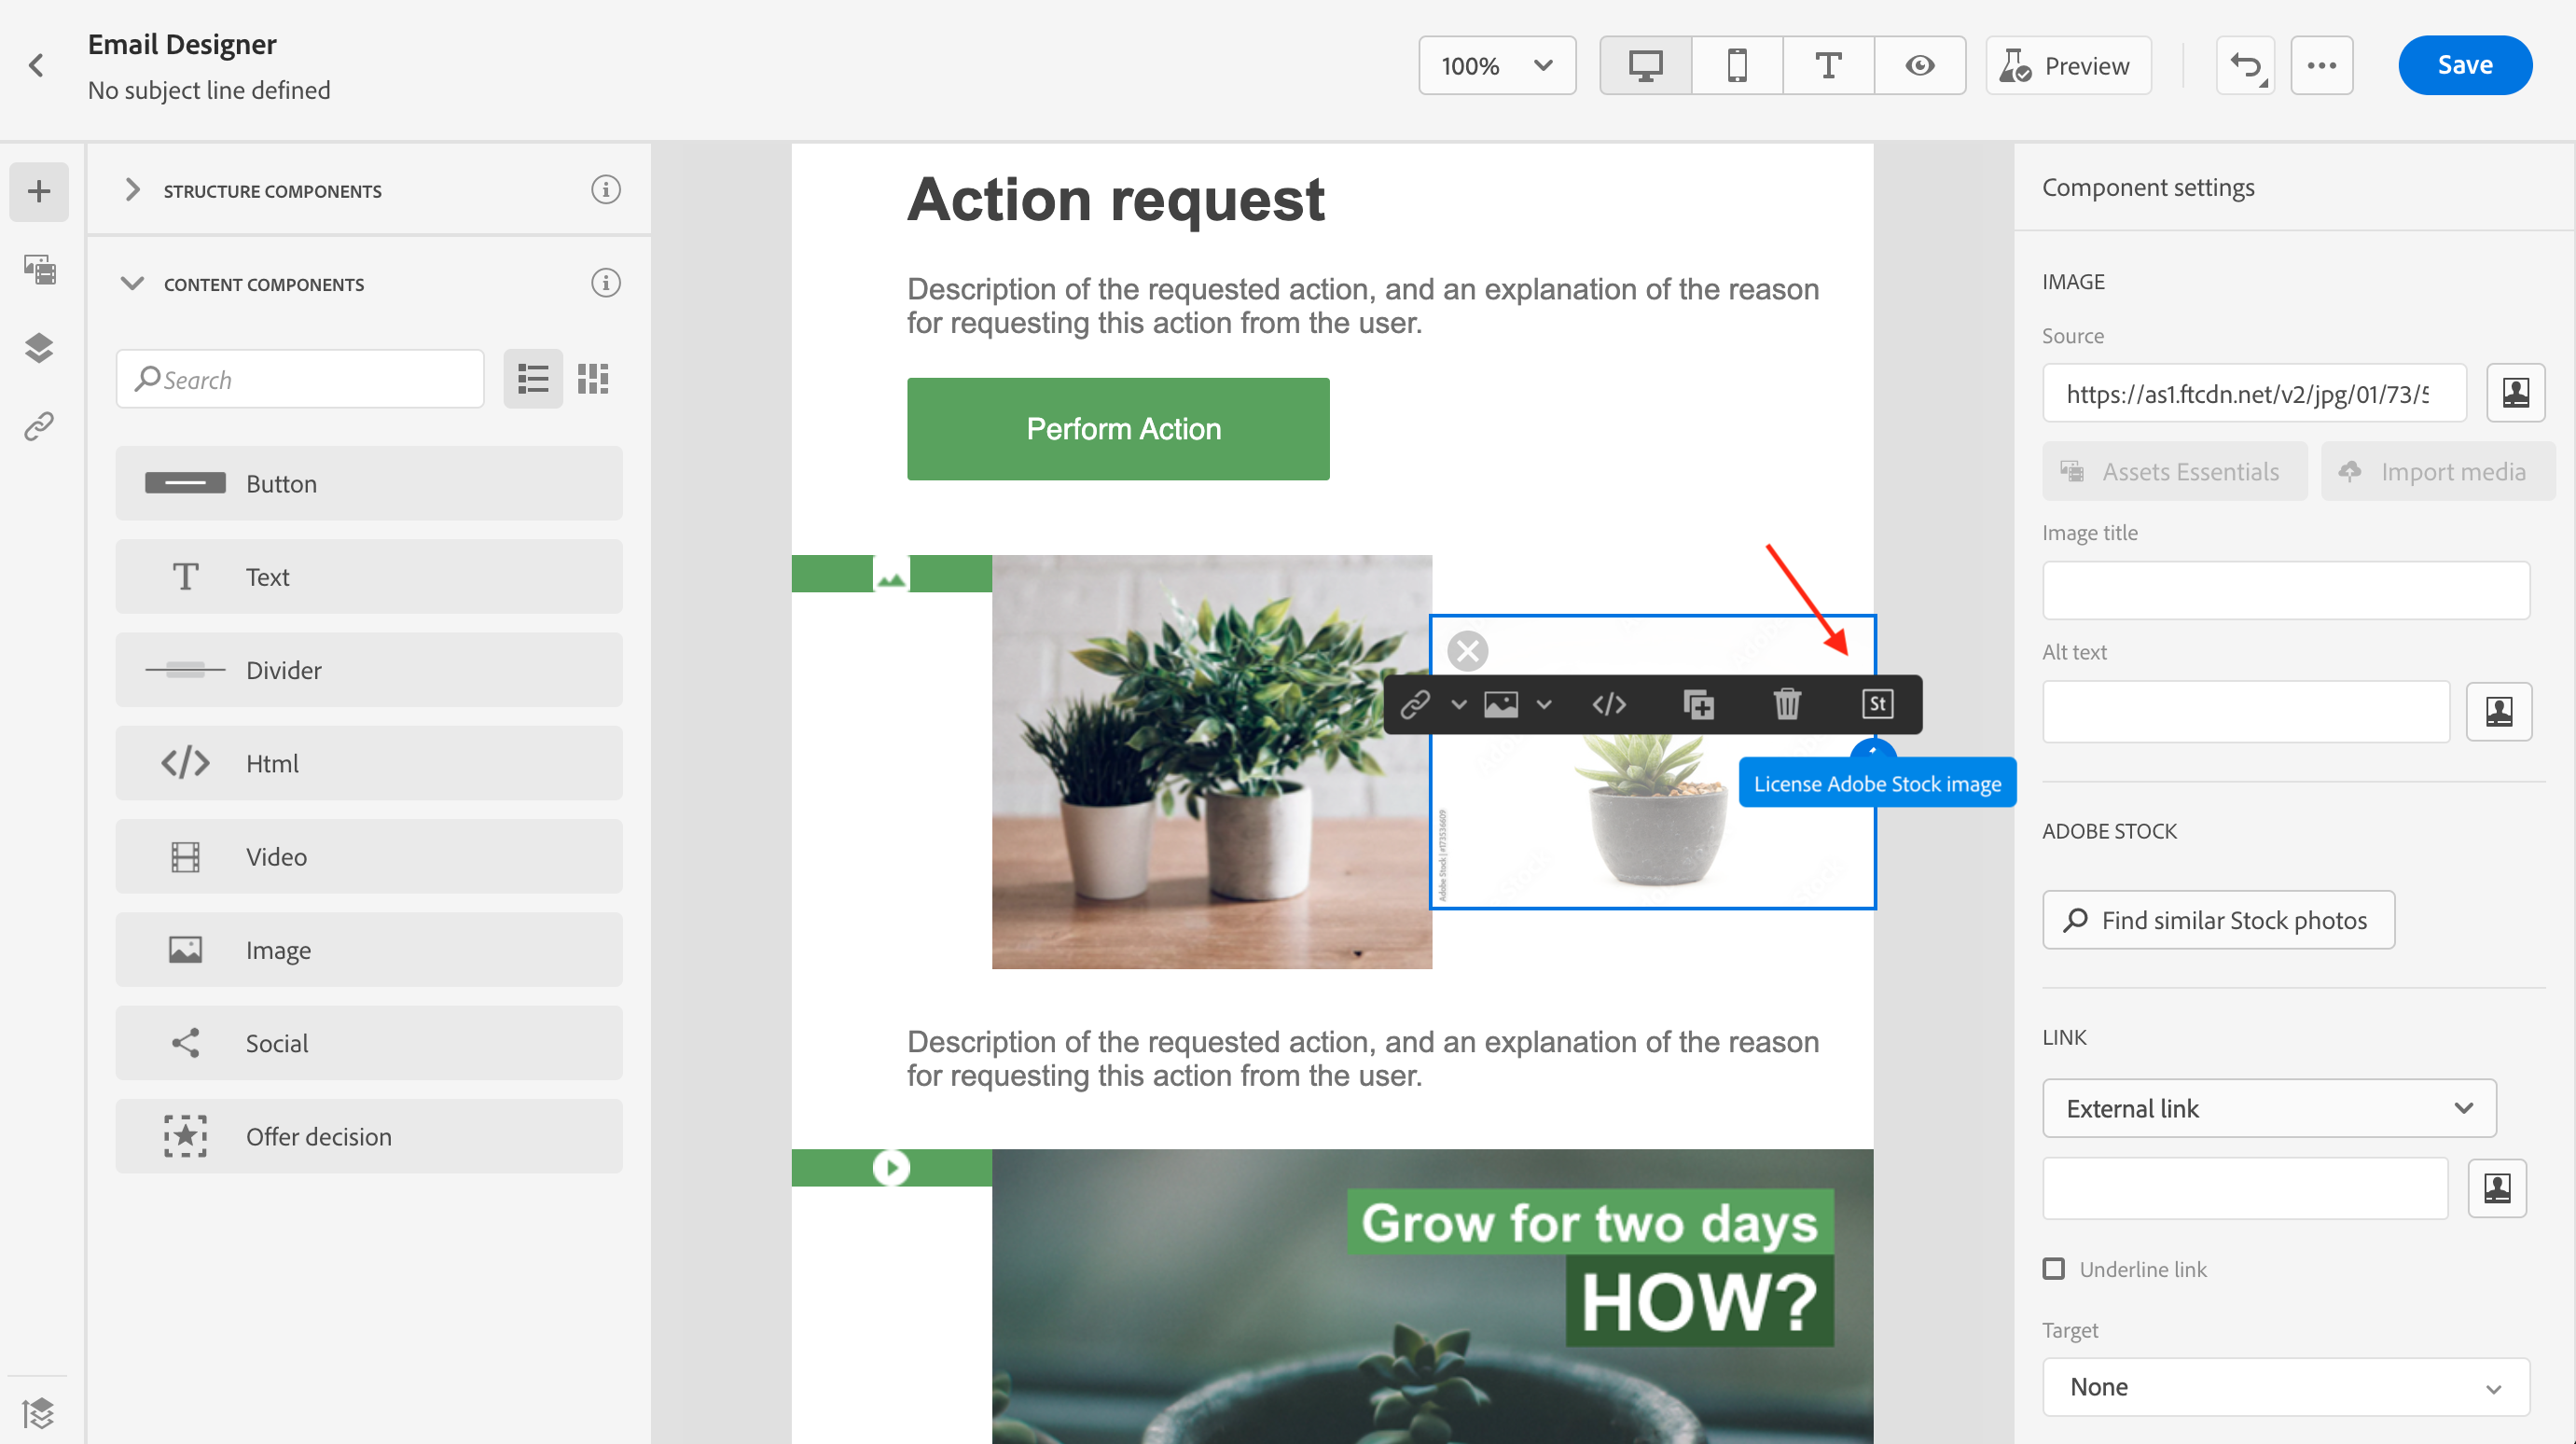 Email Designer
No subject line defined
100%
Preview
Save
STRUCTURE COMPONENTS
CONTENT COMPONENTS
Search
Button
Text
Divider
Html
Video
Image
Social
Offer decision
Action request
Description of the requested action, and an explanation of the reason
for requesting this action from the user.
Perform Action
St
License Adobe Stock image
Adobe Stock | #173536609
Description of the requested action, and an explanation of the reason
for requesting this action from the user.
Grow for two days
HOW?
Component settings
IMAGE
Source
https://as1.ftcdn.net/v2/jpg/01/73/5
Assets Essentials
Import media
Image title
Alt text
ADOBE STOCK
Find similar Stock photos
LINK
External link
Underline link
Target
None